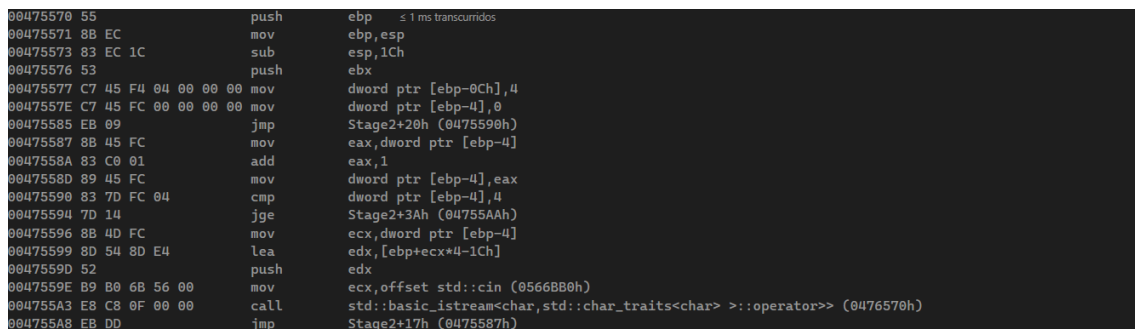 00475570 55 push ebp ≤ 1 ms transcurridos
00475571 8B EC mov ebp,esp
00475573 83 EC 1C sub esp,1Ch
00475576 53 push ebx
00475577 C7 45 F4 04 00 00 00 mov dword ptr [ebp-0Ch],4
0047557E C7 45 FC 00 00 00 00 mov dword ptr [ebp-4],0
00475585 EB 09 jmp Stage2+20h (0475590h)
00475587 8B 45 FC mov eax,dword ptr [ebp-4]
0047558A 83 C0 01 add eax,1
0047558D 89 45 FC mov dword ptr [ebp-4],eax
00475590 83 7D FC 04 cmp dword ptr [ebp-4],4
00475594 7D 14 jge Stage2+3Ah (04755AAh)
00475596 8B 4D FC mov ecx,dword ptr [ebp-4]
00475599 8D 54 8D E4 lea edx,[ebp+ecx*4-1Ch]
0047559D 52 push edx
0047559E B9 B0 6B 56 00 mov ecx,offset std::cin (0566BB0h)
004755A3 E8 C8 0F 00 00 call std::basic_istream<char,std::char_traits<char> >::operator>> (0476570h)
004755A8 EB DD jmp Stage2+17h (0475587h)